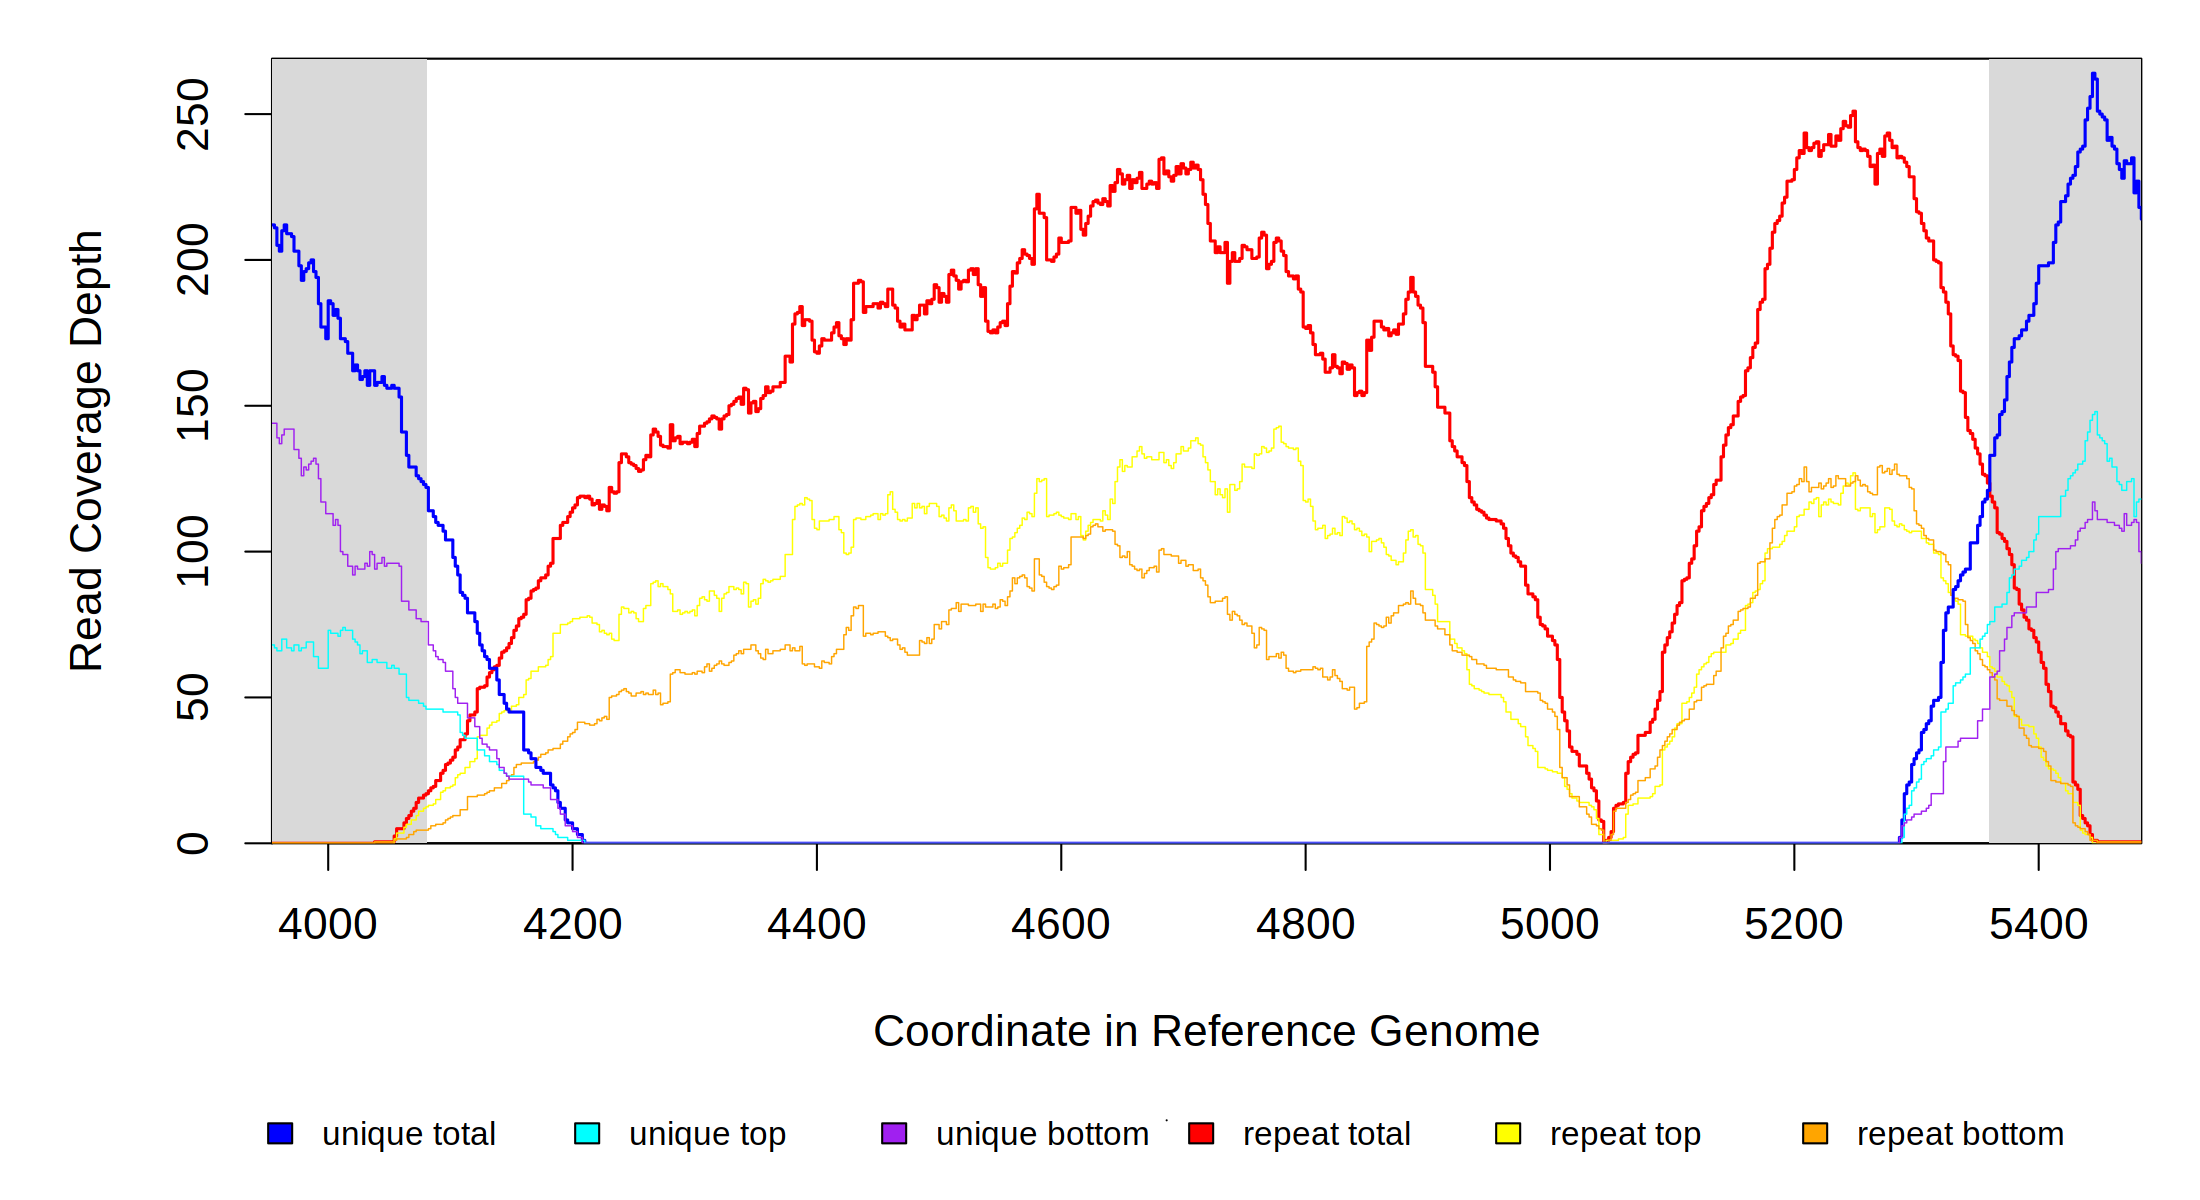 250
200
150
100
50
0
Read Coverage Depth
4000 4200 4400 4600 4800 5000 5200 5400
Coordinate in Reference Genome
unique total unique top unique bottom repeat total repeat top repeat bottom